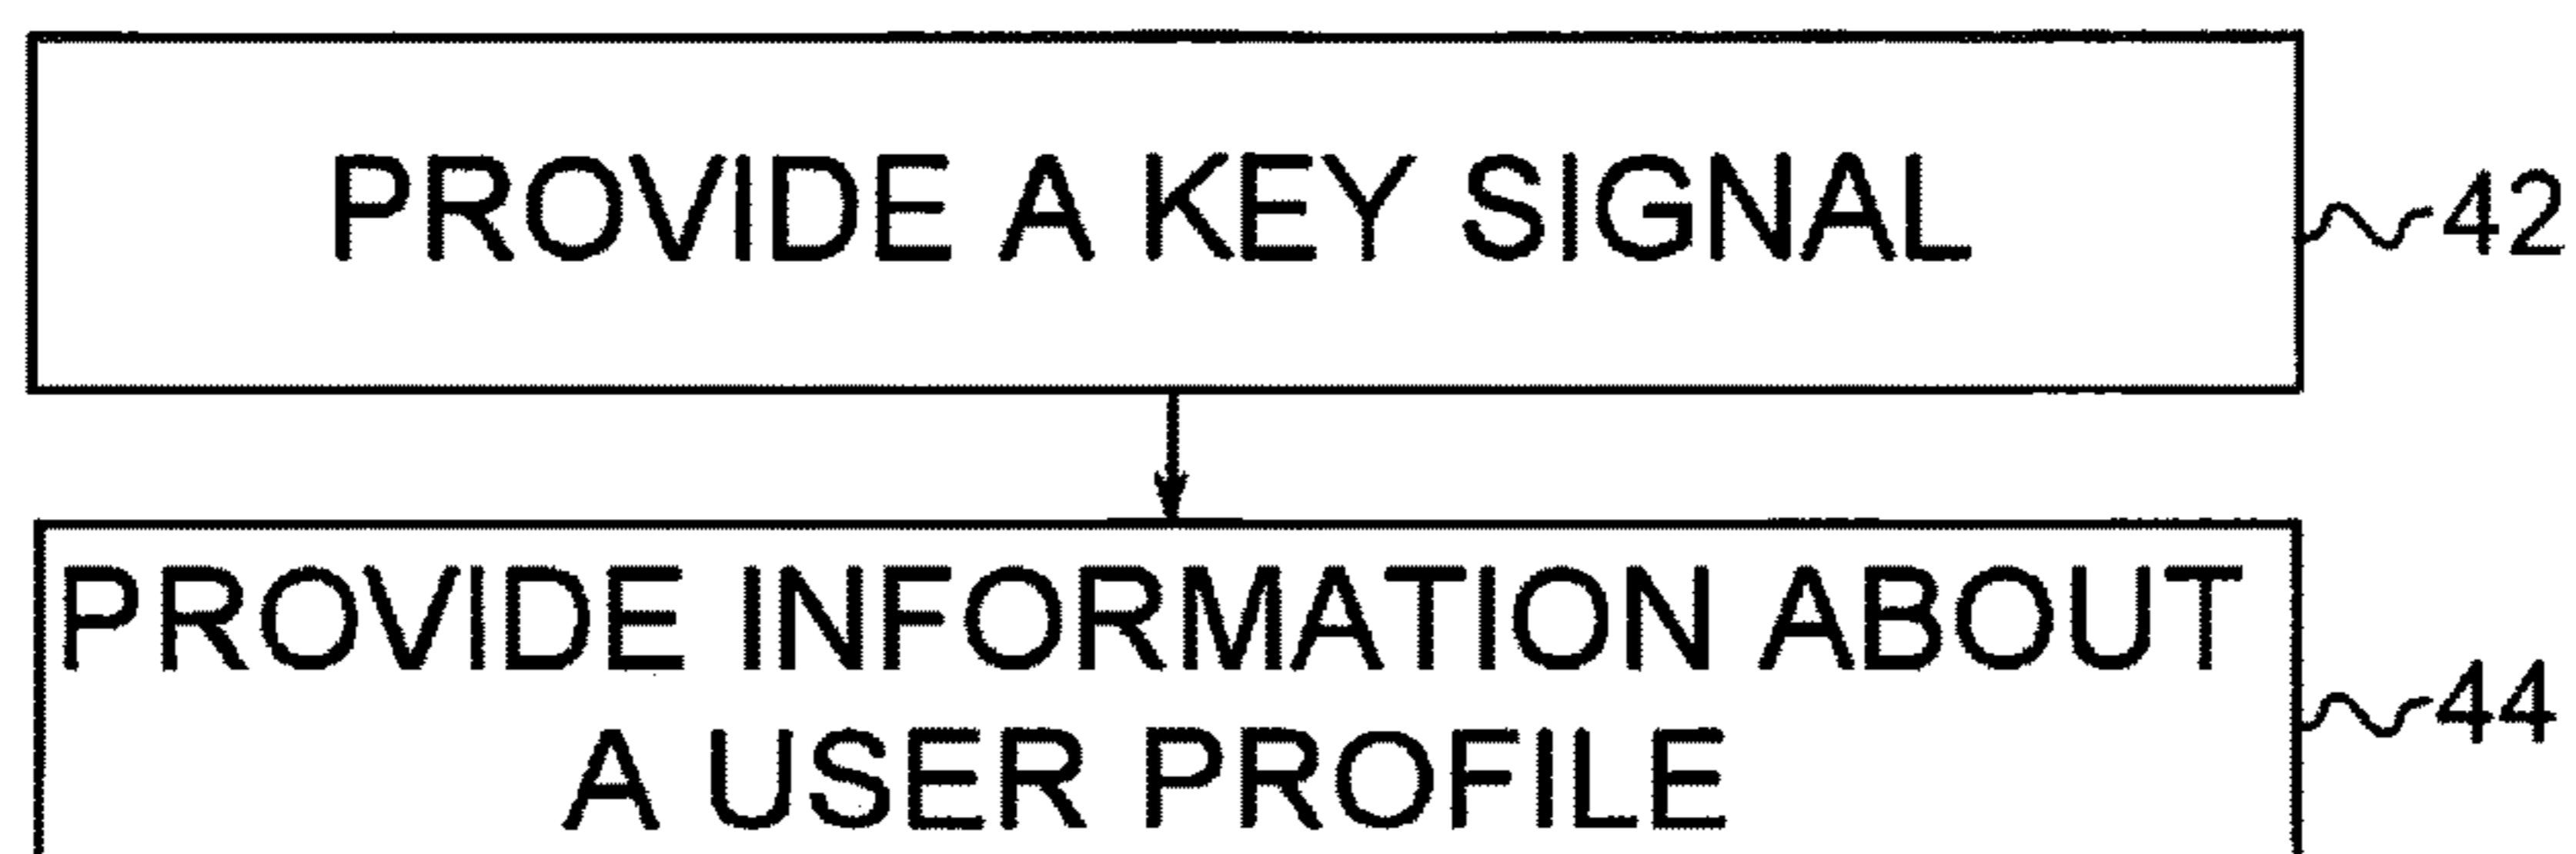 PROVIDE A KEY SIGNAL
42
PROVIDE INFORMATION ABOUT
A USER PROFILE
44